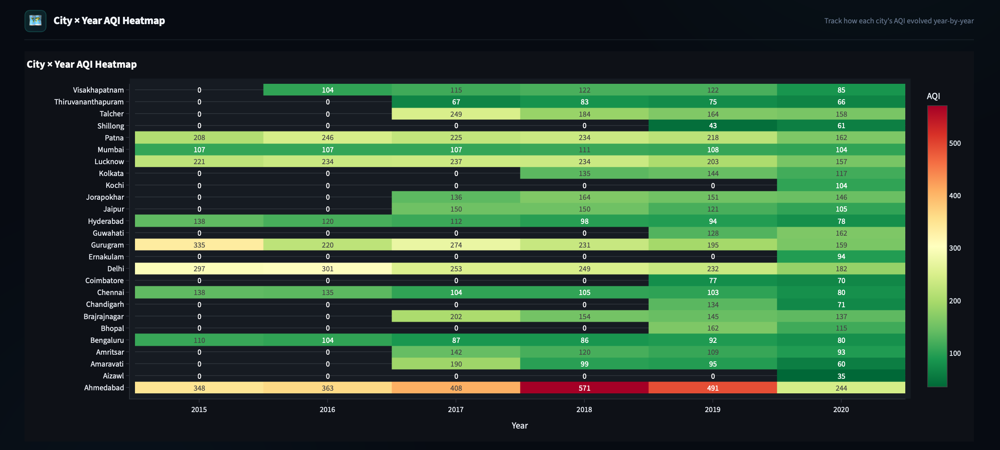 City × Year AQI Heatmap
Track how each city's AQI evolved year-by-year
City × Year AQI Heatmap
Visakhapatnam 0 104 115 122 122 85
Thiruvananthapuram 0 0 67 83 75 66
Talcher 0 0 249 184 164 158
Shillong 0 0 0 0 43 61
Patna 208 246 225 234 218 162
Mumbai 107 107 107 111 108 104
Lucknow 221 234 237 234 203 157
Kolkata 0 0 0 135 144 117
Kochi 0 0 0 0 0 104
Jorapokhar 0 0 136 164 151 146
Jaipur 0 0 150 150 121 105
Hyderabad 138 120 112 98 94 78
Guwahati 0 0 0 0 128 162
Gurugram 335 220 274 231 195 159
Ernakulam 0 0 0 0 0 94
Delhi 297 301 253 249 232 182
Coimbatore 0 0 0 0 77 70
Chennai 138 135 104 105 103 80
Chandigarh 0 0 0 0 134 71
Brajrajnagar 0 0 202 154 145 137
Bhopal 0 0 0 0 162 115
Bengaluru 110 104 87 86 92 80
Amritsar 0 0 142 120 109 93
Amaravati 0 0 190 99 95 60
Aizawl 0 0 0 0 0 35
Ahmedabad 348 363 408 571 491 244
2015 2016 2017 2018 2019 2020
Year
AQI
500
400
300
200
100